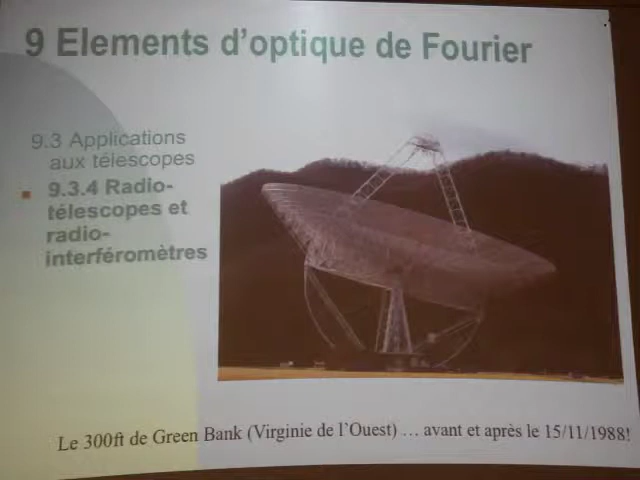 9 Elements d'optique de Fourier
9.3 Applications
aux télescopes
9.3.4 Radio-
télescopes et
radio-
interféromètres
Le 300ft de Green Bank (Virginie de l'Ouest) … avant et après le 15/11/1988!